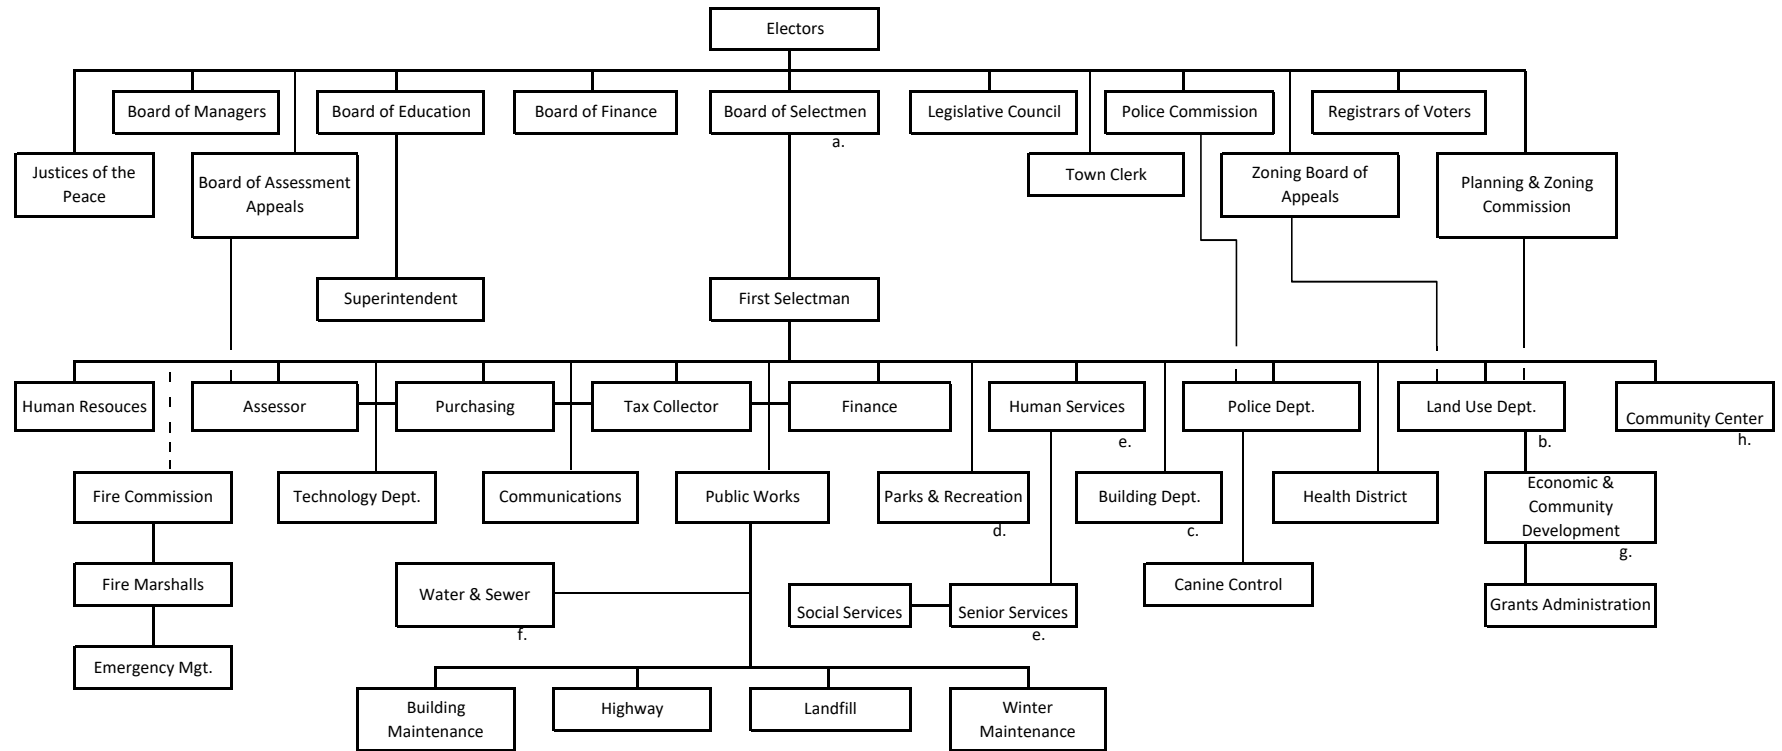 Electors
Board of Managers
Board of Education
Board of Finance
Board of Selectmen
a.
Legislative Council
Police Commission
Registrars of Voters
Justices of the
Peace
Board of Assessment
Appeals
Town Clerk
Zoning Board of
Appeals
Planning & Zoning
Commission
Superintendent
First Selectman
Human Resouces
Assessor
Purchasing
Tax Collector
Finance
Human Services
e.
Police Dept.
Land Use Dept.
b.
Community Center
h.
Fire Commission
Technology Dept.
Communications
Public Works
Parks & Recreation
d.
Building Dept.
c.
Health District
Economic &
Community
Development
g.
Fire Marshalls
Water & Sewer
f.
Social Services
Senior Services
e.
Canine Control
Grants Administration
Emergency Mgt.
Building
Maintenance
Highway
Landfill
Winter
Maintenance